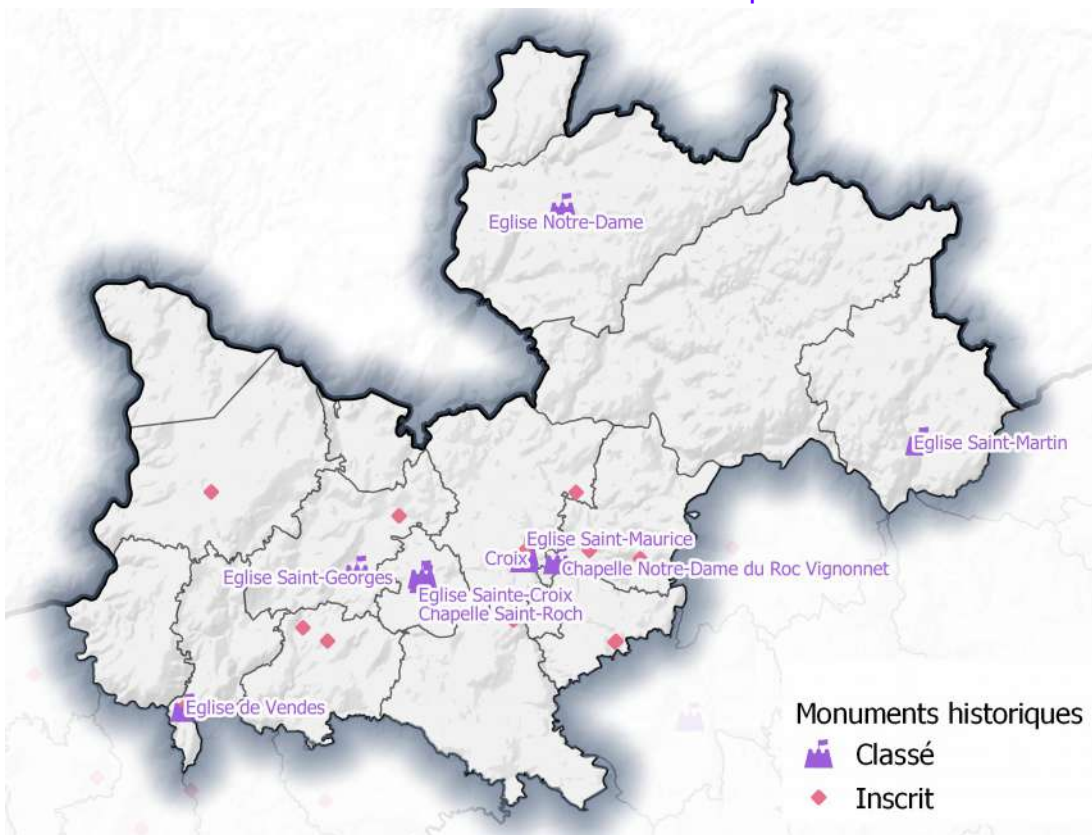 Eglise Notre-Dame
Eglise Saint-Martin
Eglise Saint-Maurice
Croix
Chapelle Notre-Dame du Roc Vignonnet
Eglise Saint-Georges
Eglise Sainte-Croix
Chapelle Saint-Roch
Eglise de Vendes
Monuments historiques
Classé
Inscrit